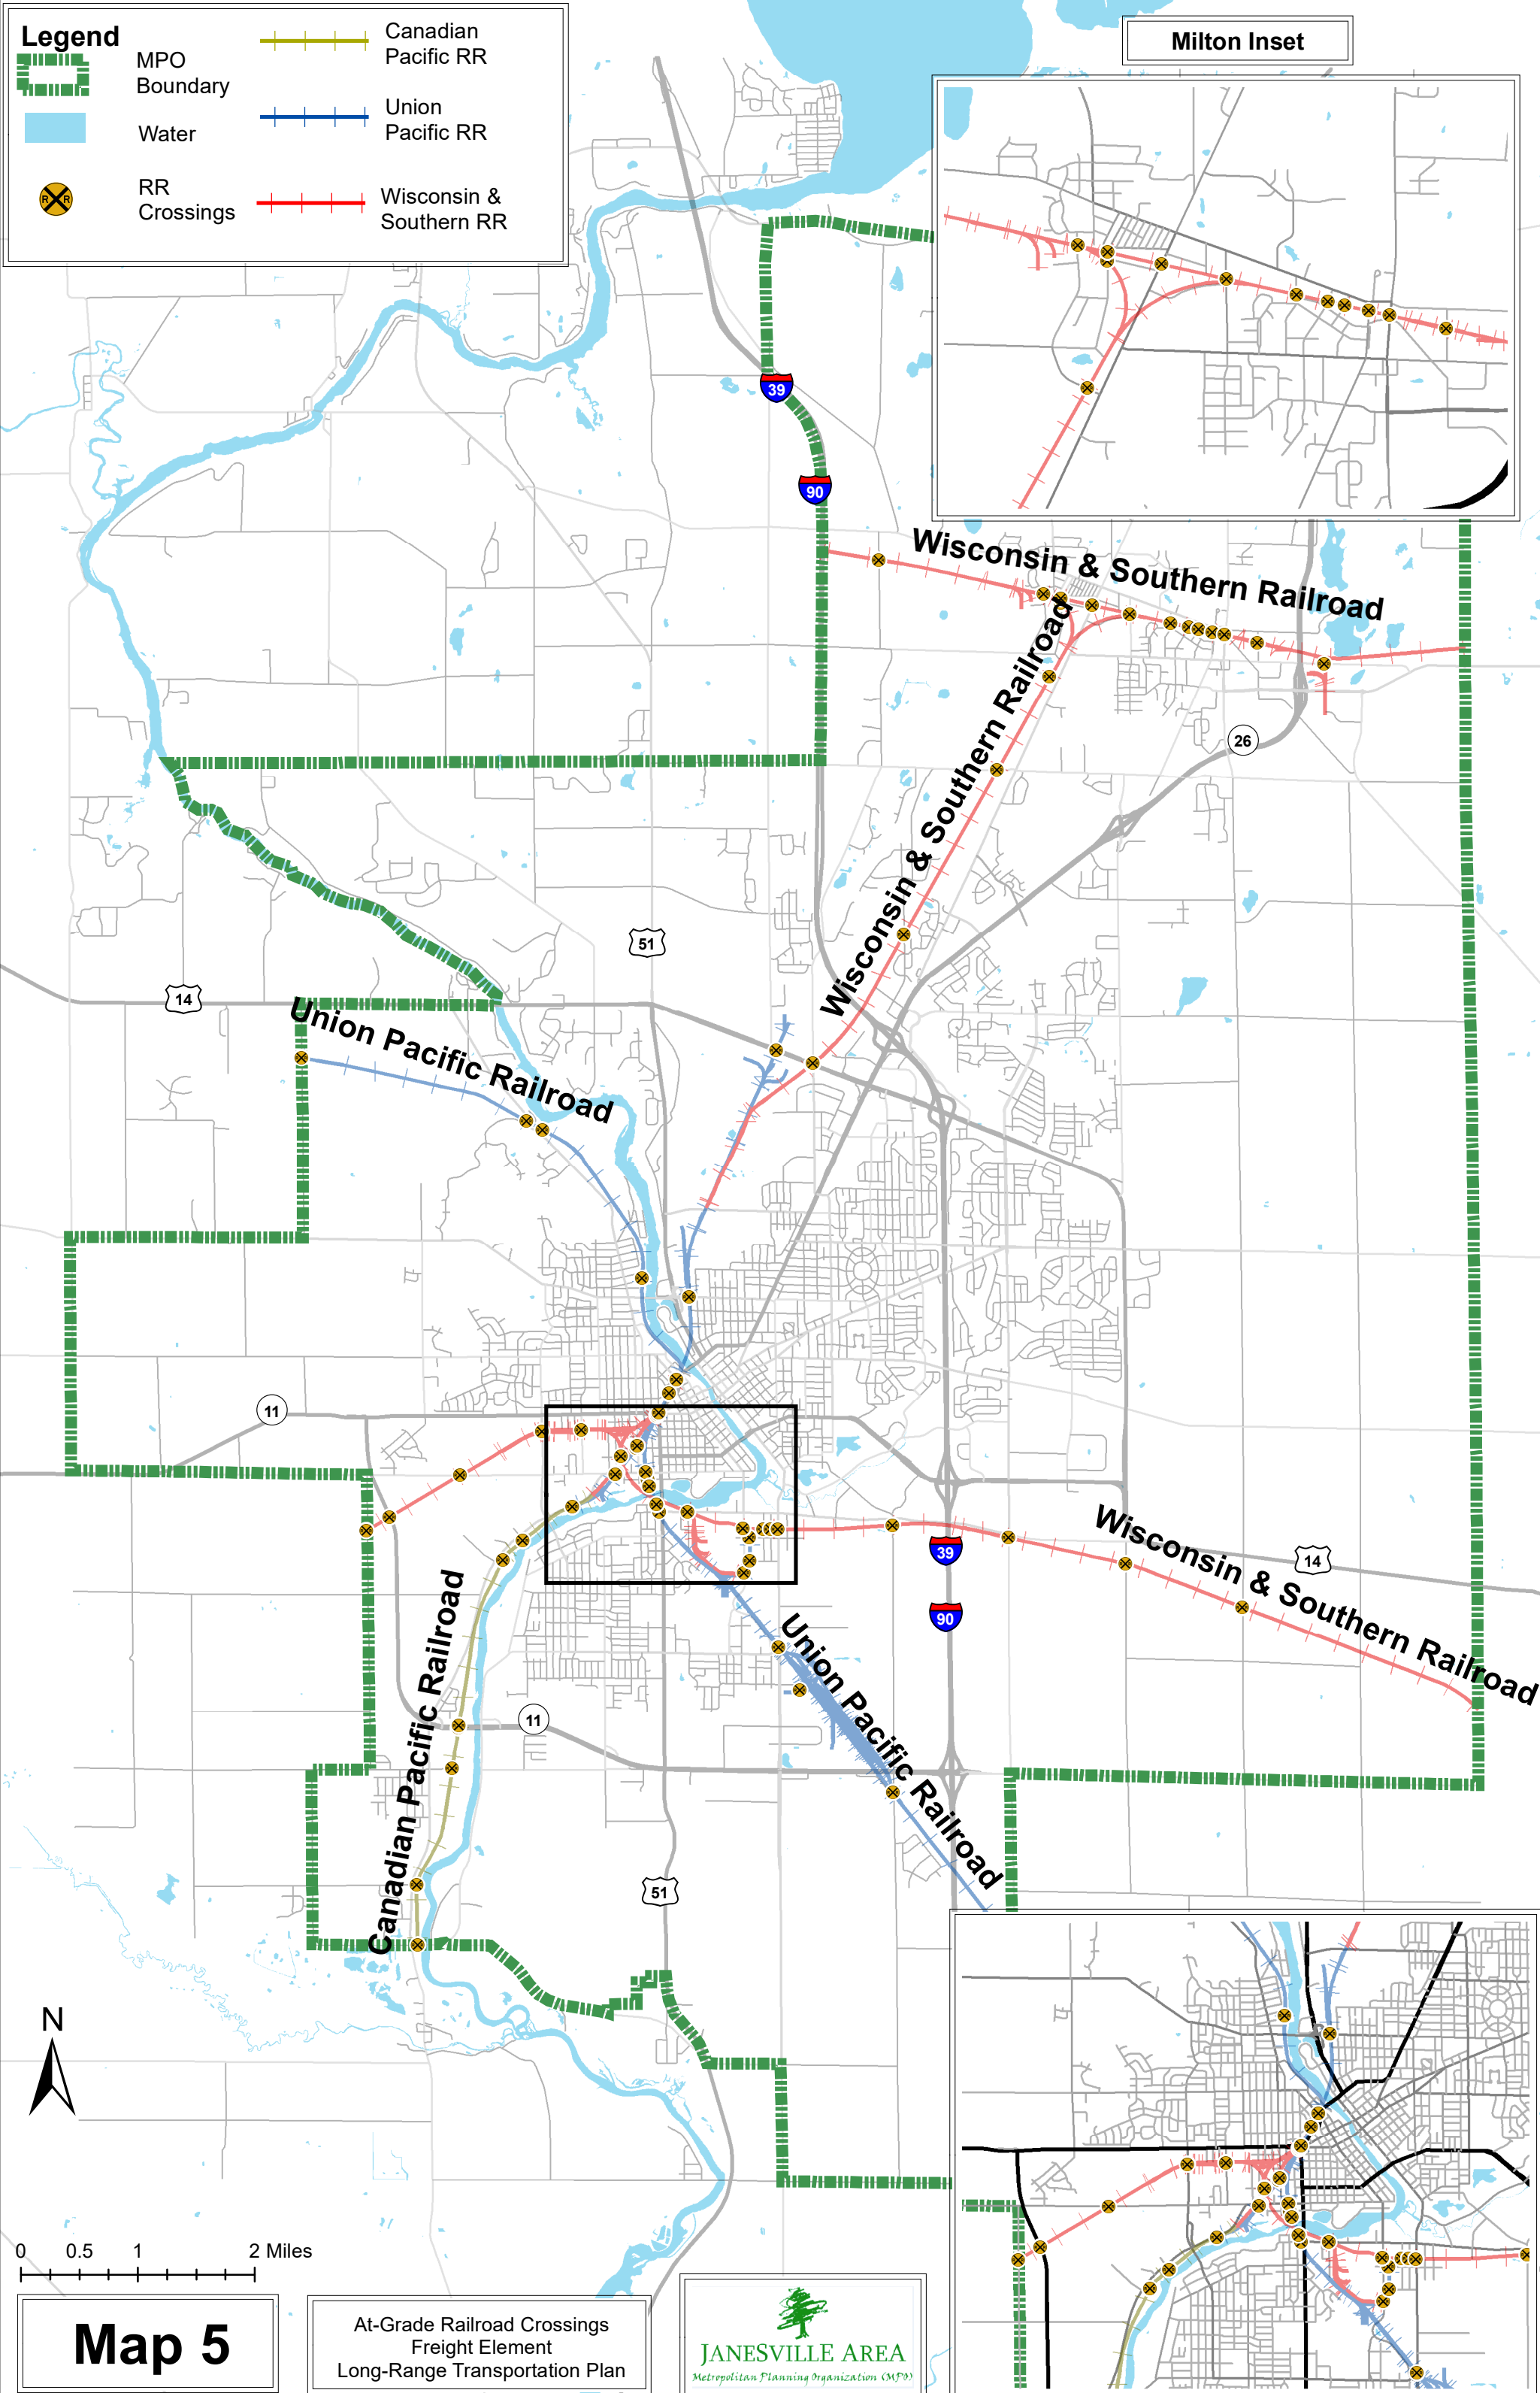 Legend
MPO
Boundary
Water
RR
Crossings
Canadian
Pacific RR
Union
Pacific RR
Wisconsin &
Southern RR
Milton Inset
39
90
Wisconsin & Southern Railroad
Wisconsin & Southern Railroad
26
51
14
Union Pacific Railroad
11
39
90
14
Wisconsin & Southern Railroad
Union Pacific Railroad
Canadian Pacific Railroad
11
51
N
0 0.5 1 2 Miles
Map 5
At-Grade Railroad Crossings
Freight Element
Long-Range Transportation Plan
JANESVILLE AREA
Metropolitan Planning Organization (MPO)